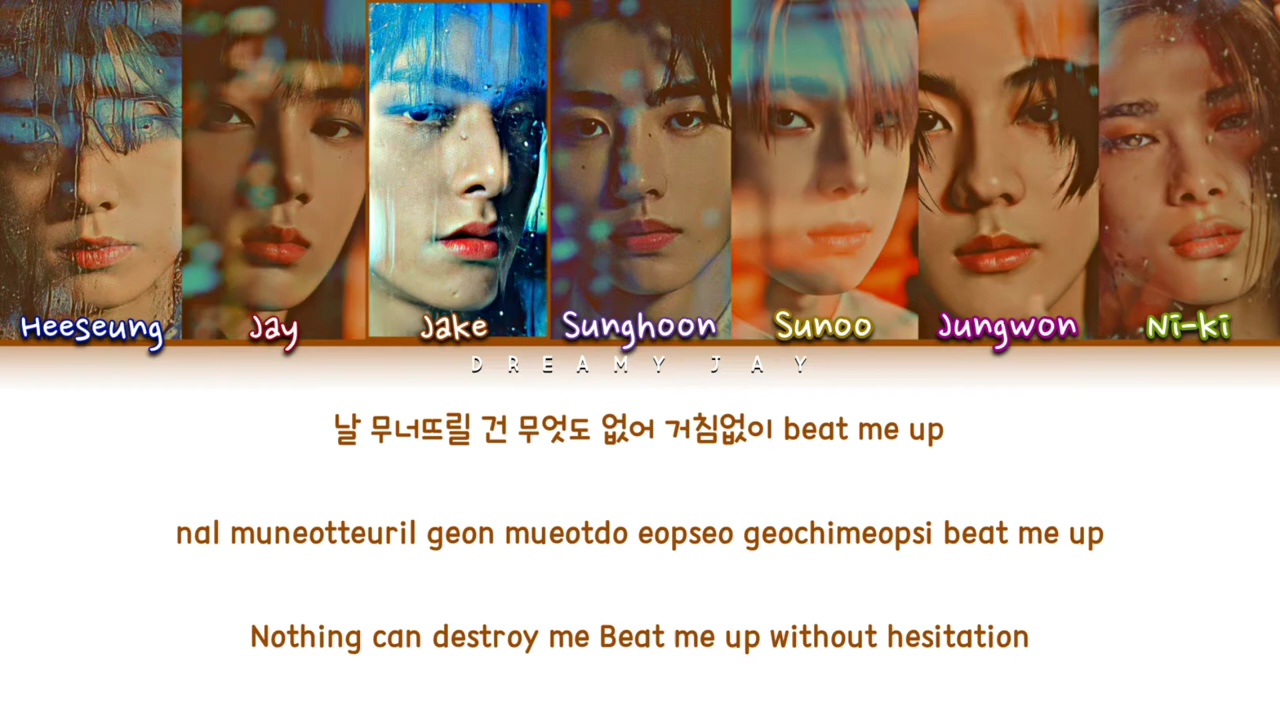 Heeseung Jay Jake Sunghoon Sunoo Jungwon Ni-ki
DREAMY JAY
날 무너뜨릴 건 무엇도 없어 거침없이 beat me up
nal muneotteuril geon mueotdo eopseo geochimeopsi beat me up
Nothing can destroy me Beat me up without hesitation